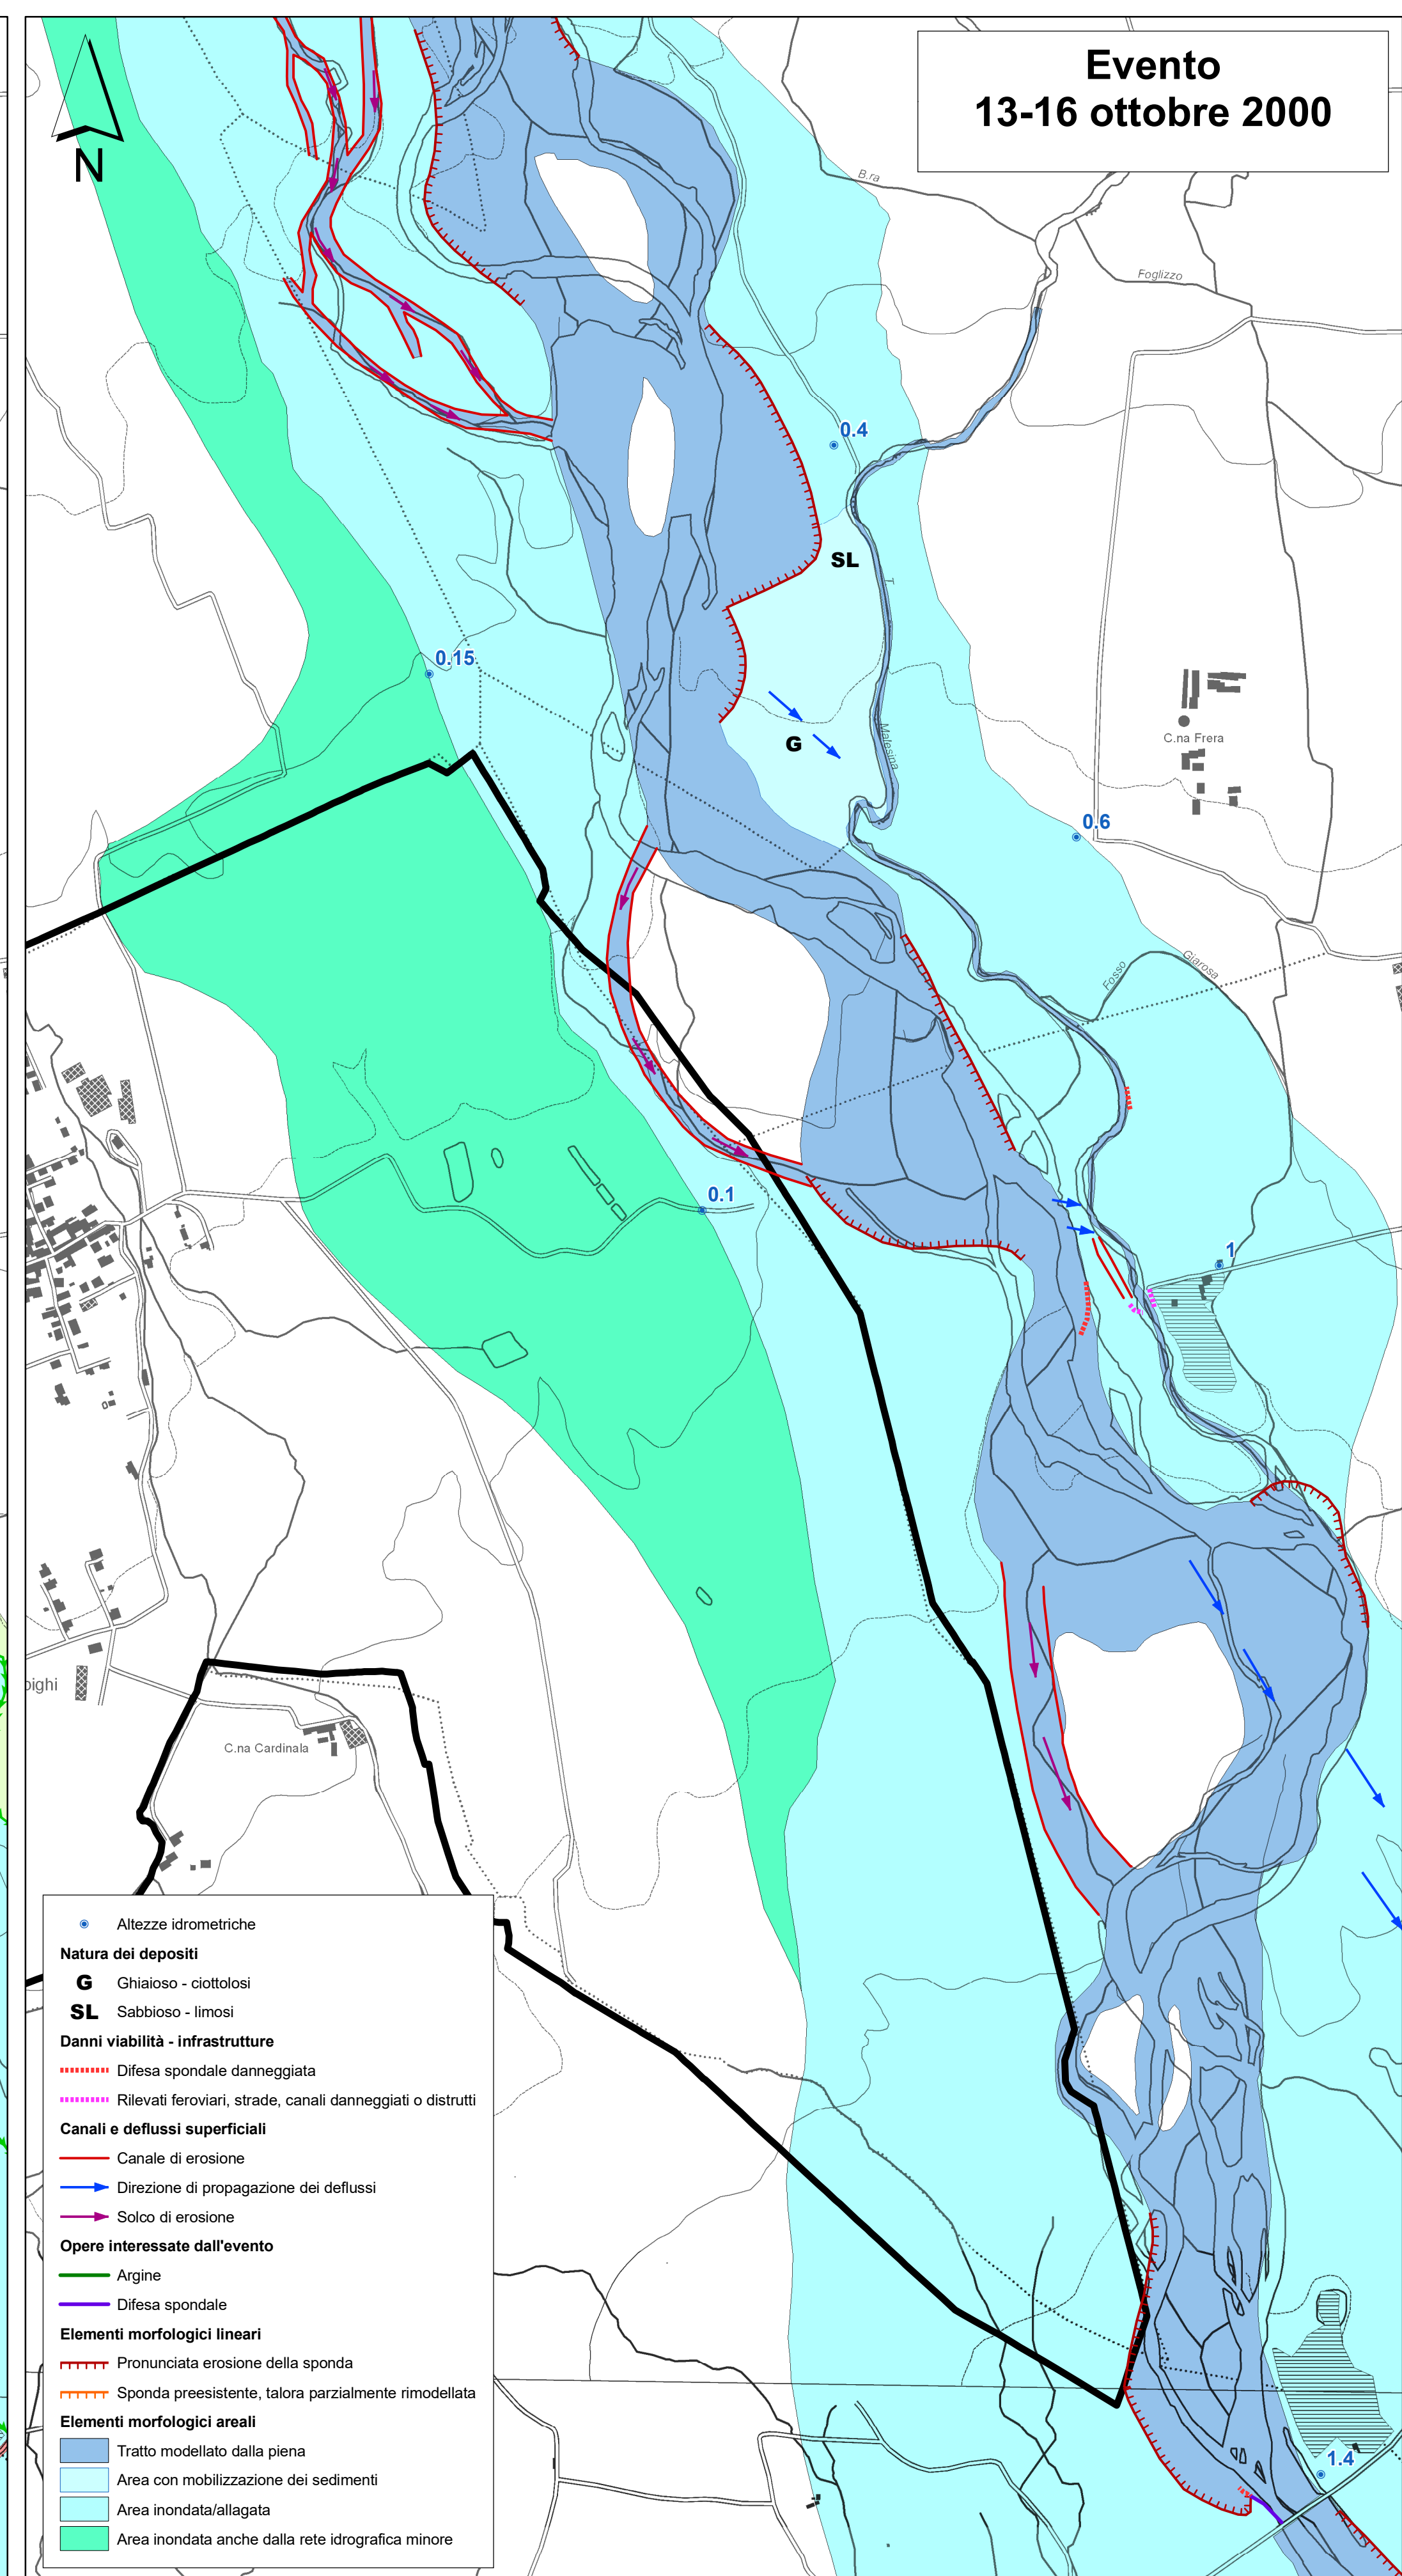 Evento
13-16 ottobre 2000
N
B.ra
Foglizzo
0.4
SL
T.
0.15
C.na Frera
G
Malesina
0.6
Fosso
Giarosa
0.1
1
C.na Cardinala
1.4
Altezze idrometriche
Natura dei depositi
G Ghiaioso - ciottolosi
SL Sabbioso - limosi
Danni viabilità - infrastrutture
Difesa spondale danneggiata
Rilevati feroviari, strade, canali danneggiati o distrutti
Canali e deflussi superficiali
Canale di erosione
Direzione di propagazione dei deflussi
Solco di erosione
Opere interessate dall'evento
Argine
Difesa spondale
Elementi morfologici lineari
Pronunciata erosione della sponda
Sponda preesistente, talora parzialmente rimodellata
Elementi morfologici areali
Tratto modellato dalla piena
Area con mobilizzazione dei sedimenti
Area inondata/allagata
Area inondata anche dalla rete idrografica minore